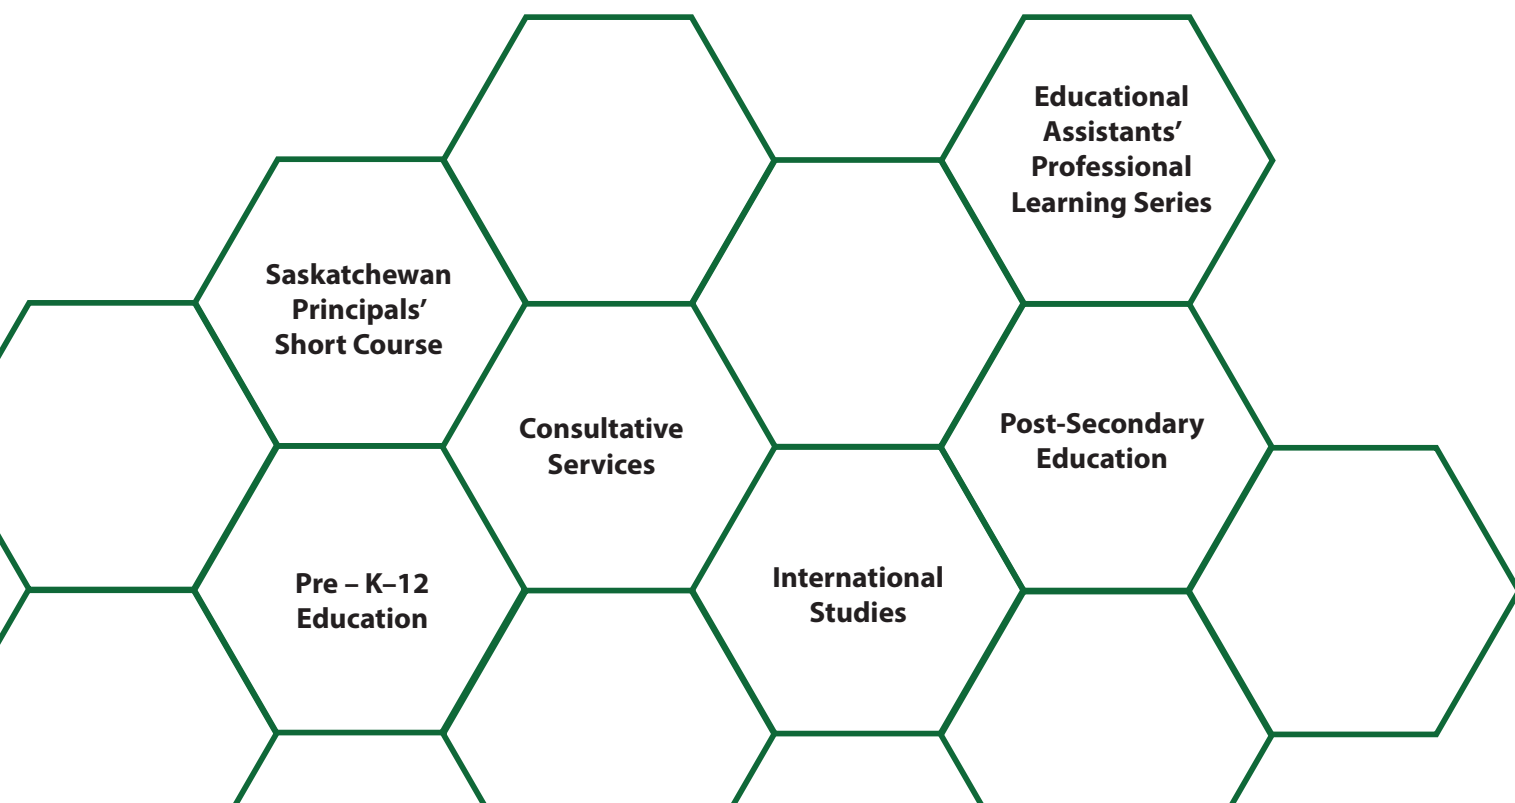 Educational
Assistants’
Professional
Learning Series
Saskatchewan
Principals’
Short Course
Consultative
Services
Post-Secondary
Education
Pre – K–12
Education
International
Studies